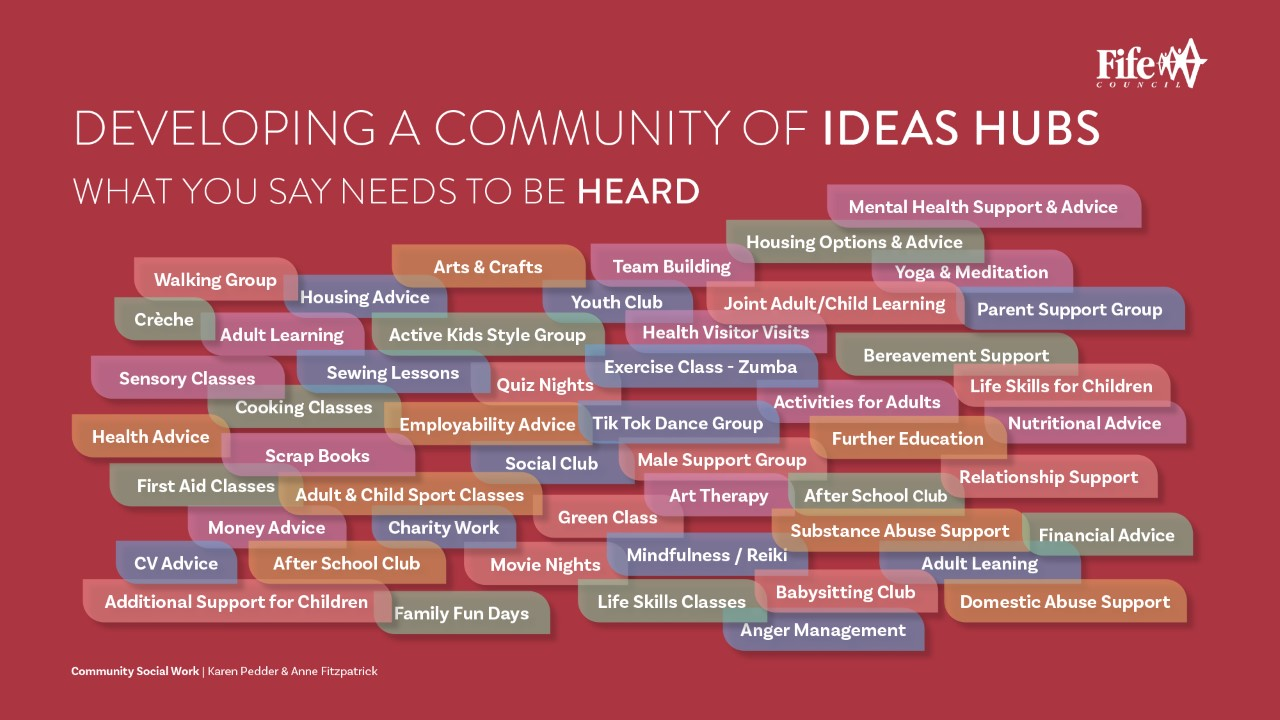 Fife
COUNCIL
DEVELOPING A COMMUNITY OF IDEAS HUBS
WHAT YOU SAY NEEDS TO BE HEARD
Mental Health Support & Advice
Housing Options & Advice
Arts & Crafts
Team Building
Yoga & Meditation
Walking Group
Housing Advice
Youth Club
Joint Adult/Child Learning
Parent Support Group
Crèche
Adult Learning
Active Kids Style Group
Health Visitor Visits
Bereavement Support
Sensory Classes
Sewing Lessons
Quiz Nights
Exercise Class - Zumba
Life Skills for Children
Cooking Classes
Activities for Adults
Health Advice
Employability Advice
Tik Tok Dance Group
Further Education
Nutritional Advice
Scrap Books
Social Club
Male Support Group
Relationship Support
First Aid Classes
Adult & Child Sport Classes
Art Therapy
After School Club
Money Advice
Charity Work
Green Class
Substance Abuse Support
Financial Advice
CV Advice
After School Club
Movie Nights
Mindfulness / Reiki
Adult Leaning
Additional Support for Children
Family Fun Days
Life Skills Classes
Babysitting Club
Domestic Abuse Support
Anger Management
Community Social Work | Karen Pedder & Anne Fitzpatrick